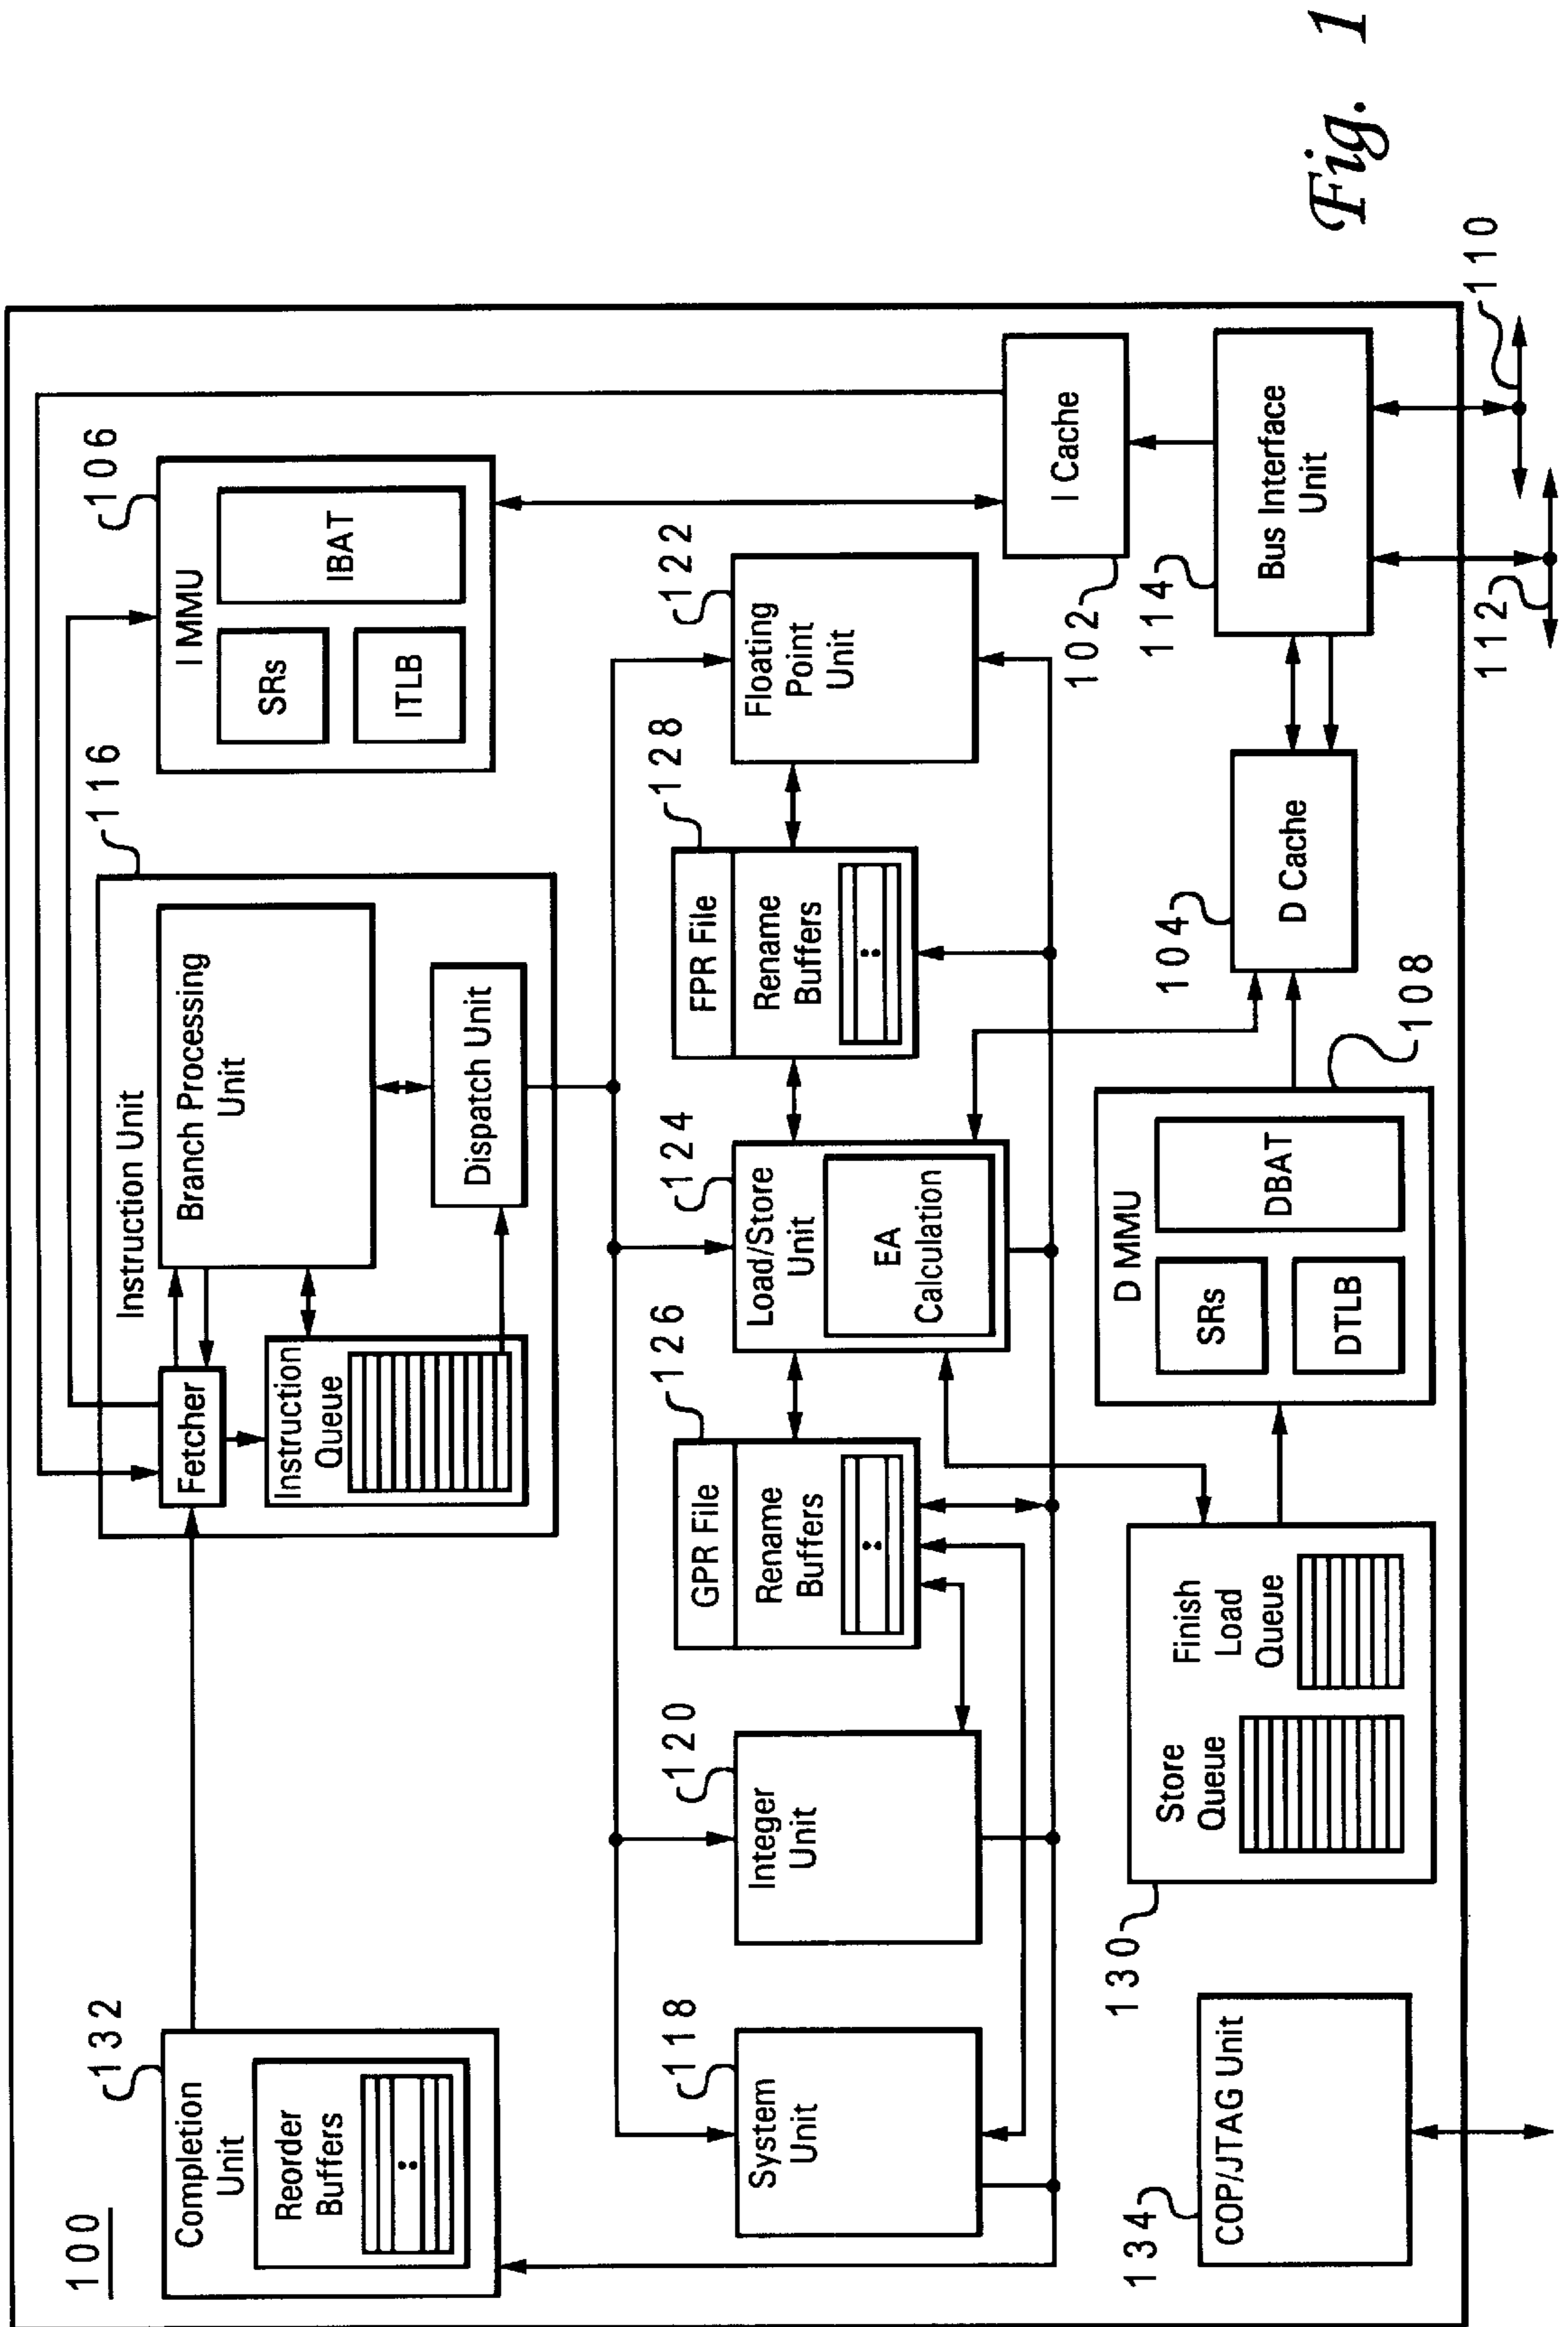 100
132
Completion
Unit
Reorder
Buffers
116
Instruction Unit
Fetcher
Branch Processing
Unit
Instruction
Queue
Dispatch Unit
106
I MMU
SRs
IBAT
ITLB
118
System
Unit
120
Integer
Unit
126
GPR File
Rename
Buffers
124
Load/Store
Unit
EA
Calculation
128
FPR File
Rename
Buffers
122
Floating
Point
Unit
102
I Cache
134
COP/JTAG Unit
130
Store
Queue
Finish
Load
Queue
108
D MMU
SRs
DBAT
DTLB
104
D Cache
114
Bus Interface
Unit
112
110
Fig. 1